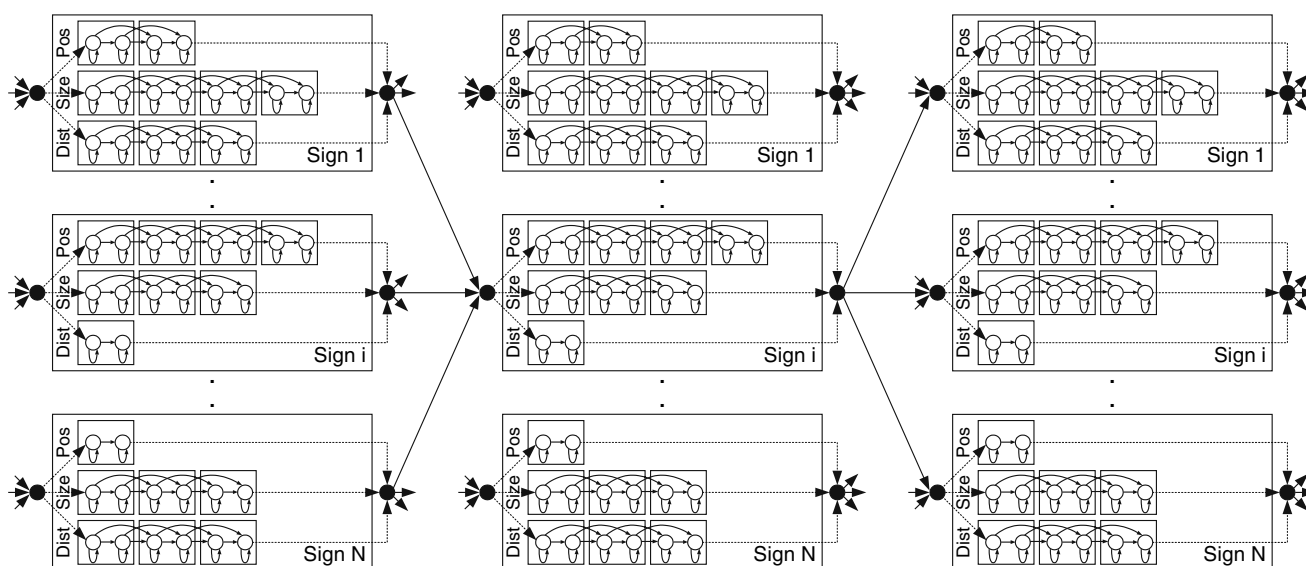 Pos Pos Pos
Size Size Size
Dist Dist Dist
Sign 1 Sign 1 Sign 1
Pos Pos Pos
Size Size Size
Dist Dist Dist
Sign i Sign i Sign i
Pos Pos Pos
Size Size Size
Dist Dist Dist
Sign N Sign N Sign N